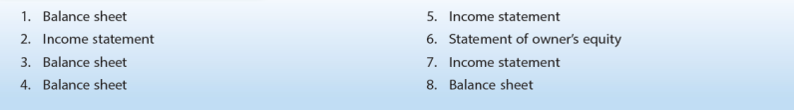 1. Balance sheet
2. Income statement
3. Balance sheet
4. Balance sheet
5. Income statement
6. Statement of owner's equity
7. Income statement
8. Balance sheet